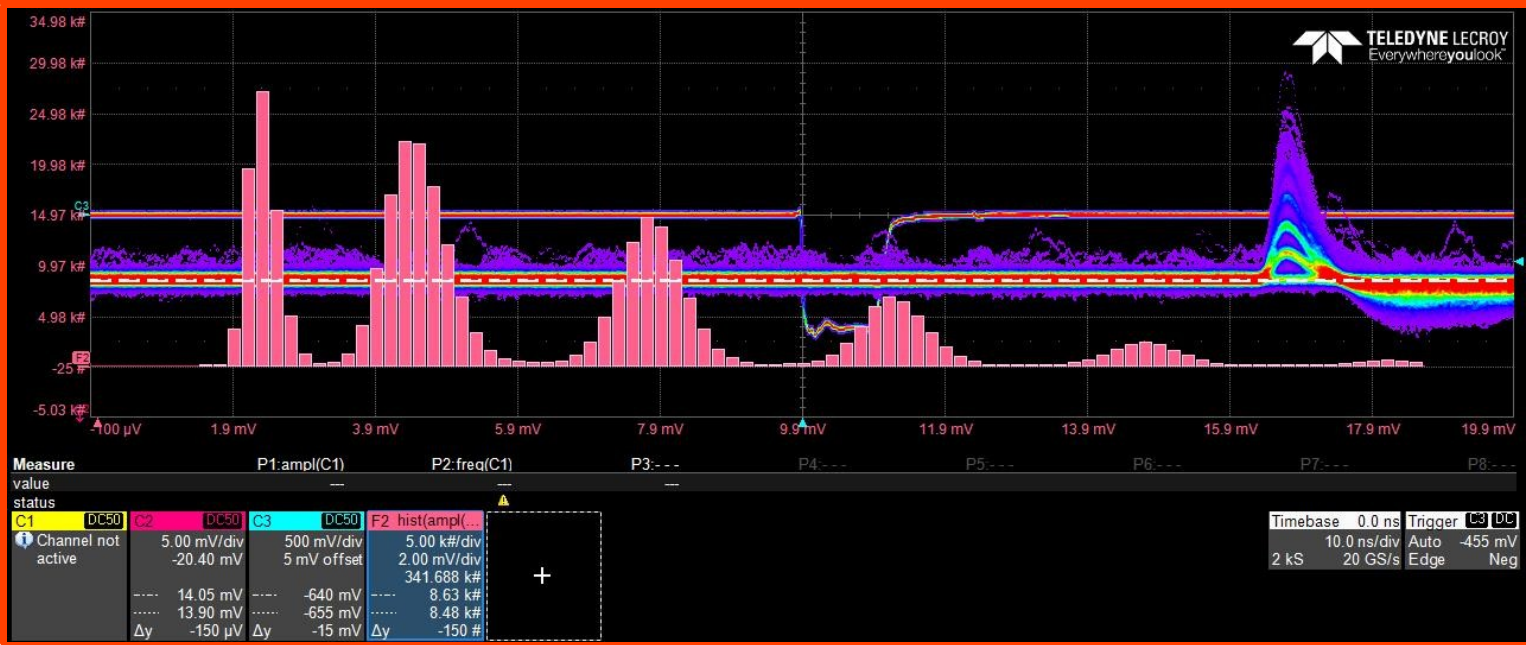 34.98 k#
TELEDYNE LECROY
Everywhereyoulook
29.98 k#
24.98 k#
19.98 k#
C3
14.97 k#
9.97 k#
4.98 k#
F2
-25 #
-5.03 k#
-100 µV 1.9 mV 3.9 mV 5.9 mV 7.9 mV 9.9 mV 11.9 mV 13.9 mV 15.9 mV 17.9 mV 19.9 mV
Measure P1:ampl(C1) P2:freq(C1) P3:- - - P4:- - - P5:- - - P6:- - - P7:- - - P8:- - -
value --- --- ---
status
C1 DC50 C2 DC50 C3 DC50 F2 hist(ampl(...
Channel not 5.00 mV/div 500 mV/div 5.00 k#/div
active -20.40 mV 5 mV offset 2.00 mV/div
341.688 k#
14.05 mV -640 mV 8.63 k#
13.90 mV -655 mV 8.48 k#
Δy -150 µV Δy -15 mV Δy -150 #
+
Timebase 0.0 ns Trigger C3 DC
10.0 ns/div Auto -455 mV
2 kS 20 GS/s Edge Neg